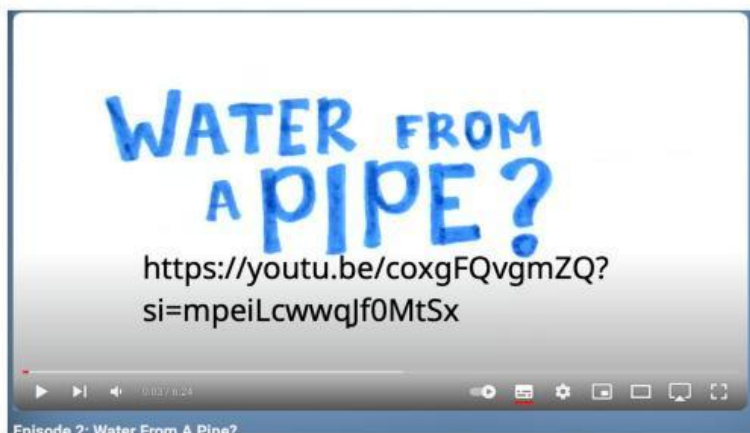 WATER FROM
A PIPE?
https://youtu.be/coxgFQvgmZQ?
si=mpeiLcwwqJf0MtSx
0:03 / 6:24
Episode 2: Water From A Pipe?